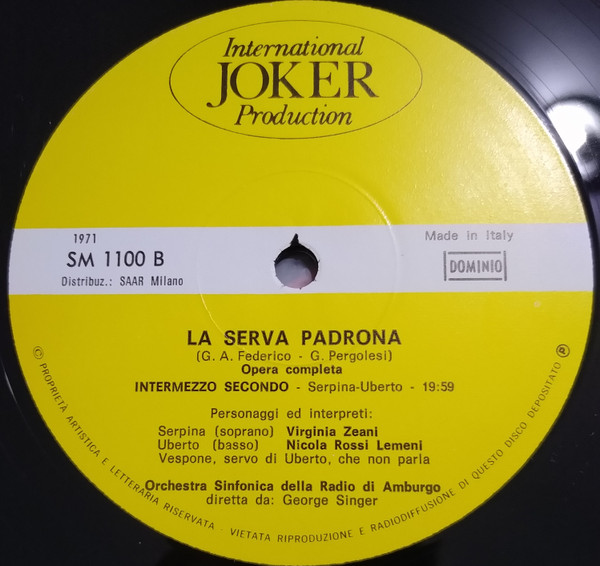 International
JOKER
Production
1971
SM 1100 B
Distribuz.: SAAR Milano
Made in Italy
DOMINIO
LA SERVA PADRONA
(G. A. Federico - G. Pergolesi)
Opera completa
INTERMEZZO SECONDO - Serpina-Uberto - 19:59
Personaggi ed interpreti:
Serpina (soprano) Virginia Zeani
Uberto (basso) Nicola Rossi Lemeni
Vespone, servo di Uberto, che non parla
Orchestra Sinfonica della Radio di Amburgo
diretta da: George Singer
© PROPRIETÀ ARTISTICA E LETTERARIA RISERVATA - VIETATA RIPRODUZIONE E RADIODIFFUSIONE DI QUESTO DISCO DEPOSITATO ℗